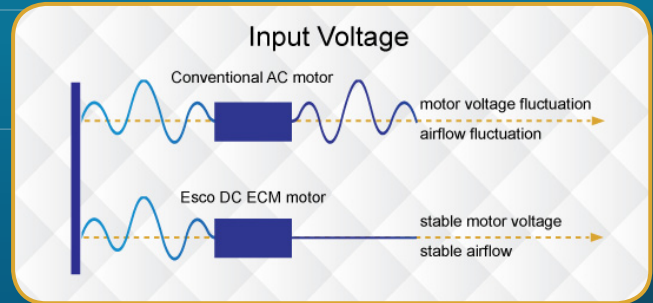 Input Voltage
Conventional AC motor
motor voltage fluctuation
airflow fluctuation
Esco DC ECM motor
stable motor voltage
stable airflow